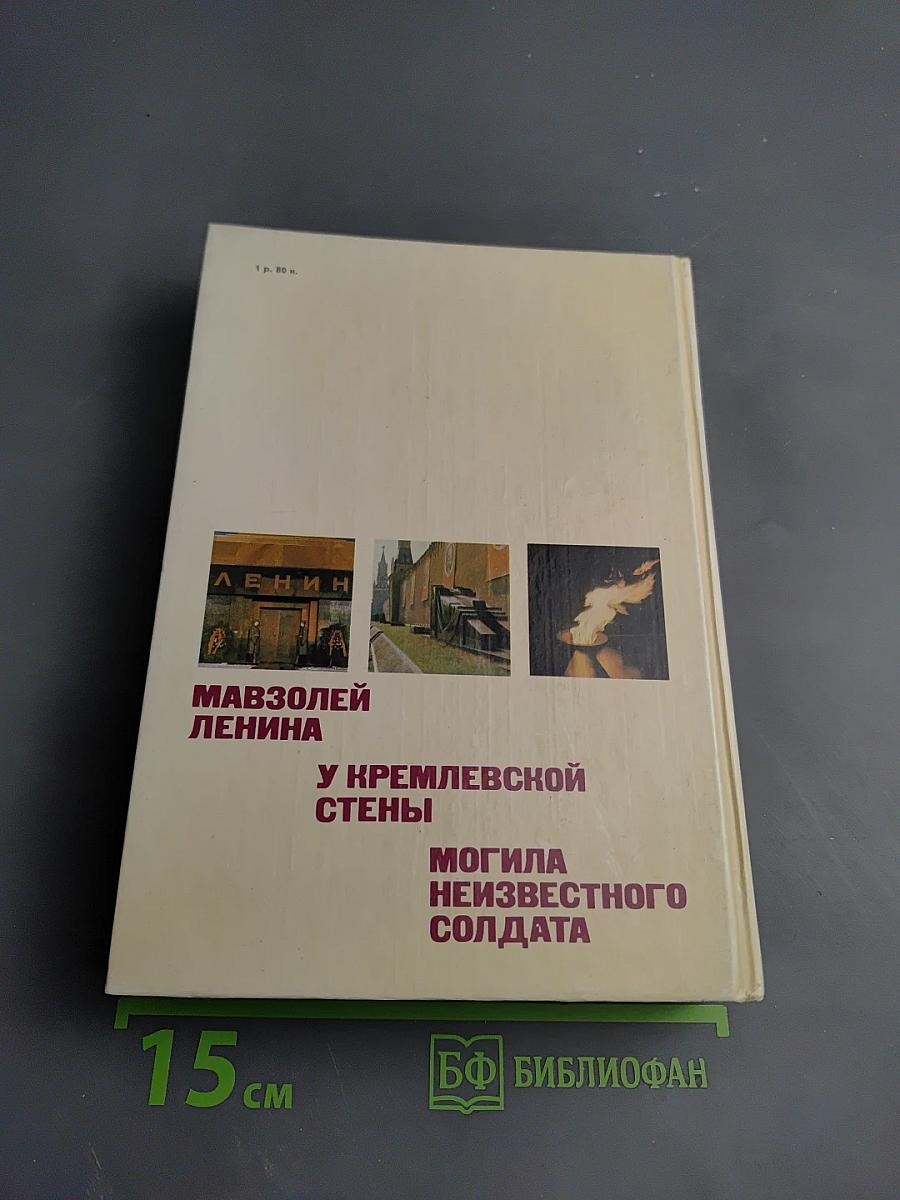 1 р. 80 к.
ЛЕНИН
МАВЗОЛЕЙ
ЛЕНИНА
У КРЕМЛЕВСКОЙ
СТЕНЫ
МОГИЛА
НЕИЗВЕСТНОГО
СОЛДАТА
15 см
БФ БИБЛИОФАН